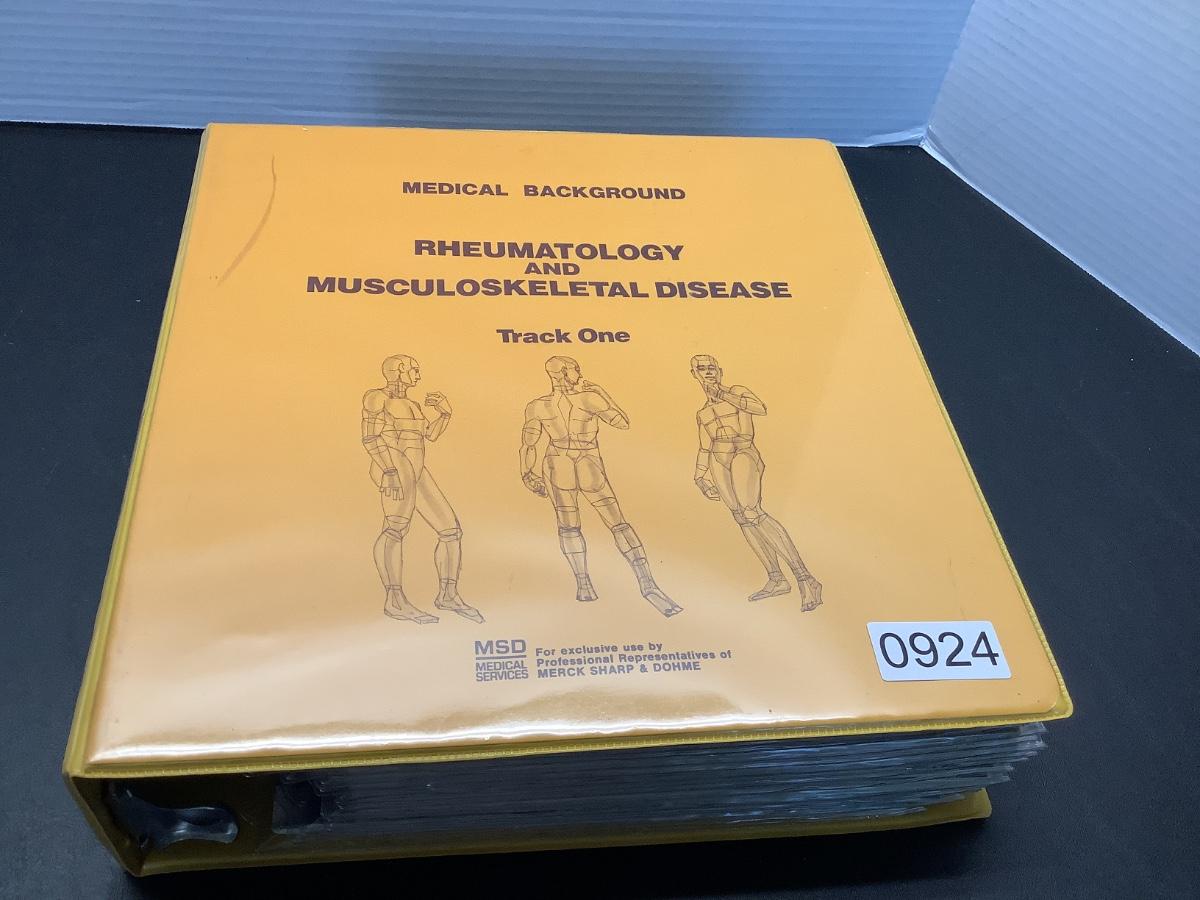 MEDICAL BACKGROUND
RHEUMATOLOGY
AND
MUSCULOSKELETAL DISEASE
Track One
MSD
MEDICAL
SERVICES
For exclusive use by
Professional Representatives of
MERCK SHARP & DOHME
0924